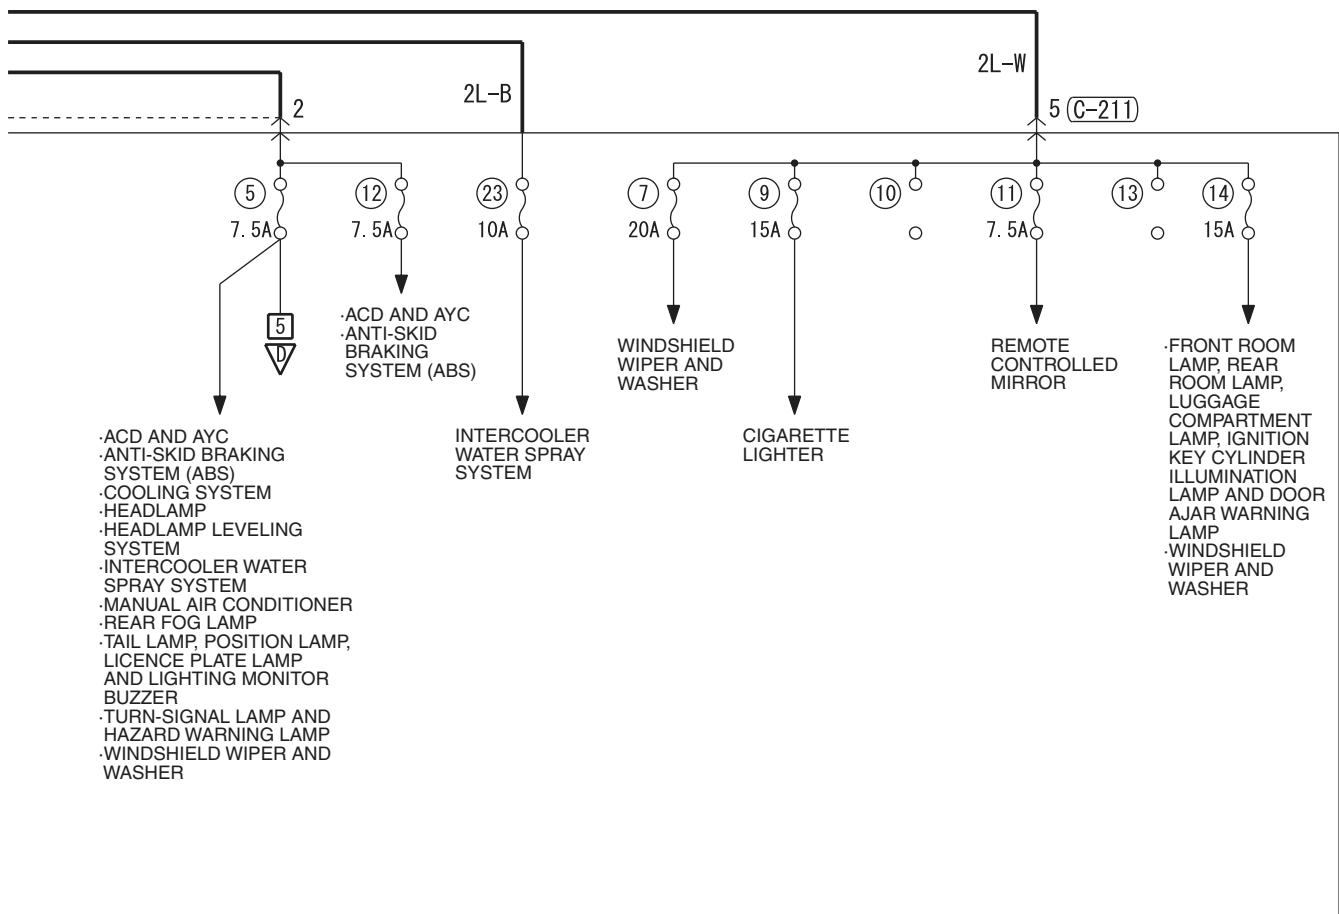 2L-W
2L-B
2
5 C-211
5
12
23
7
9
10
11
13
14
7.5A
7.5A
10A
20A
15A
7.5A
15A
5
D
·ACD AND AYC
·ANTI-SKID
BRAKING
SYSTEM (ABS)
WINDSHIELD
WIPER AND
WASHER
REMOTE
CONTROLLED
MIRROR
·FRONT ROOM
LAMP, REAR
ROOM LAMP,
LUGGAGE
COMPARTMENT
LAMP, IGNITION
KEY CYLINDER
ILLUMINATION
LAMP AND DOOR
AJAR WARNING
LAMP
·WINDSHIELD
WIPER AND
WASHER
·ACD AND AYC
·ANTI-SKID BRAKING
SYSTEM (ABS)
·COOLING SYSTEM
·HEADLAMP
·HEADLAMP LEVELING
SYSTEM
·INTERCOOLER WATER
SPRAY SYSTEM
·MANUAL AIR CONDITIONER
·REAR FOG LAMP
·TAIL LAMP, POSITION LAMP,
LICENCE PLATE LAMP
AND LIGHTING MONITOR
BUZZER
·TURN-SIGNAL LAMP AND
HAZARD WARNING LAMP
·WINDSHIELD WIPER AND
WASHER
INTERCOOLER
WATER SPRAY
SYSTEM
CIGARETTE
LIGHTER